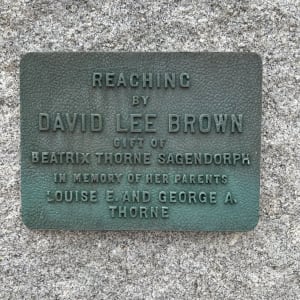 REACHING
BY
DAVID LEE BROWN
GIFT OF
BEATRIX THORNE SAGENDORPH
IN MEMORY OF HER PARENTS
LOUISE E. AND GEORGE A.
THORNE